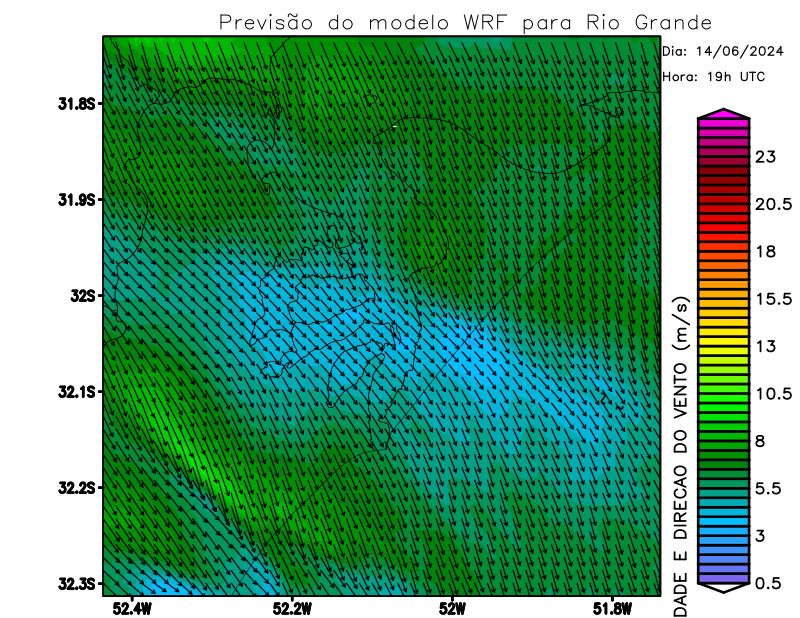 Previsão do modelo WRF para Rio Grande
Dia: 14/06/2024
Hora: 19h UTC
31.8S
31.9S
32S
32.1S
32.2S
32.3S
52.4W
52.2W
52W
51.8W
23
20.5
18
15.5
13
10.5
8
5.5
3
0.5
DADE E DIRECAO DO VENTO (m/s)